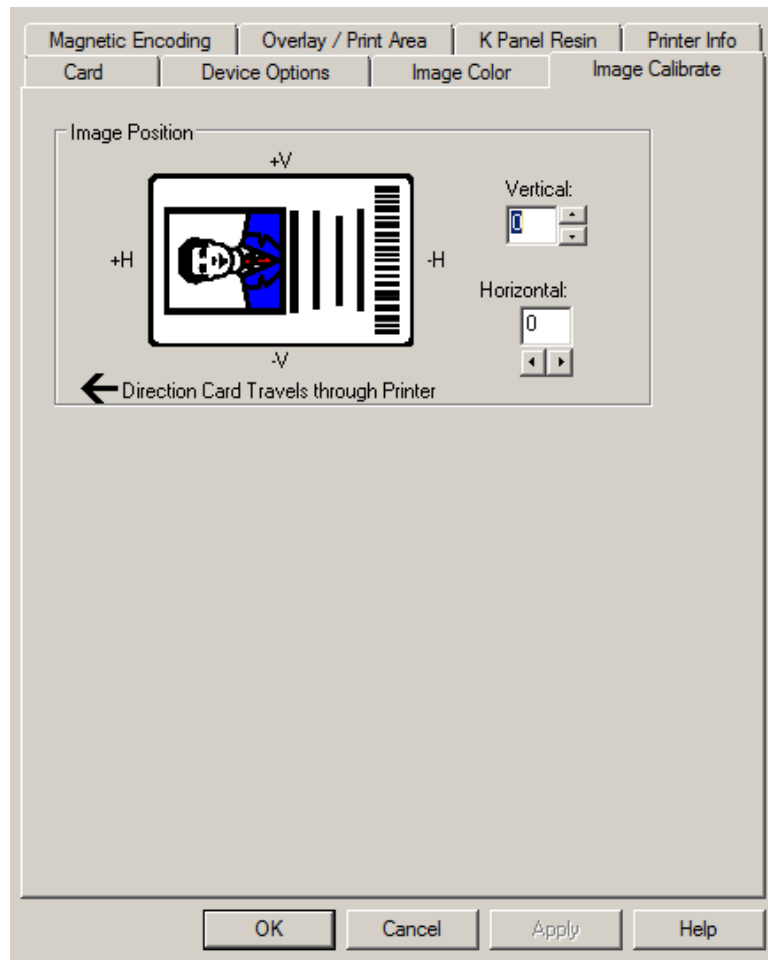 Magnetic Encoding Overlay / Print Area K Panel Resin Printer Info
Card Device Options Image Color Image Calibrate
Image Position
+V
Vertical:
0
+H
-H
Horizontal:
0
-V
Direction Card Travels through Printer
OK Cancel Apply Help